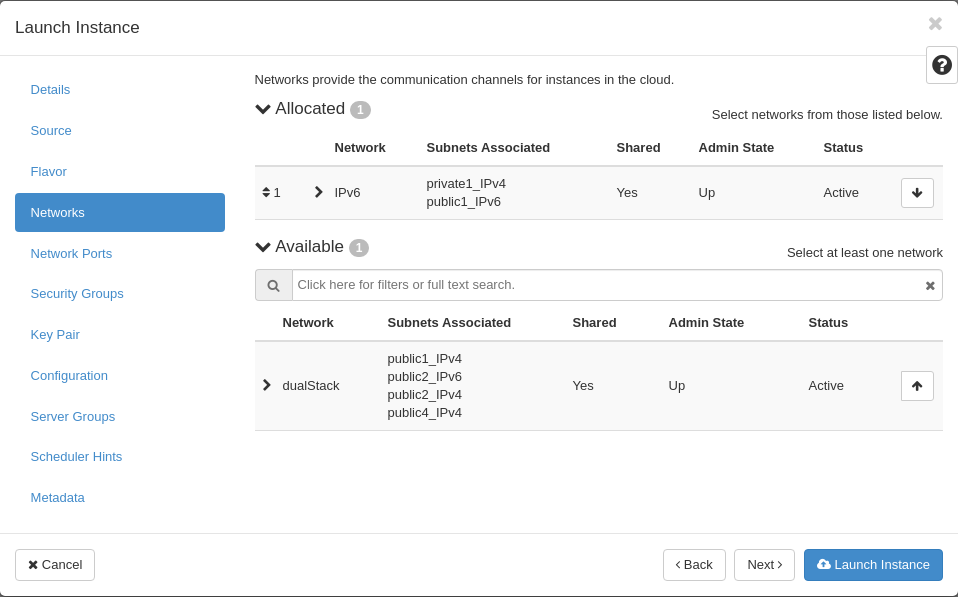 Launch Instance
Details
Source
Flavor
Networks
Network Ports
Security Groups
Key Pair
Configuration
Server Groups
Scheduler Hints
Metadata
Networks provide the communication channels for instances in the cloud.
Allocated 1
Select networks from those listed below.
Network Subnets Associated Shared Admin State Status
1 IPv6 private1_IPv4 Yes Up Active
public1_IPv6
Available 1
Select at least one network
Click here for filters or full text search.
Network Subnets Associated Shared Admin State Status
public1_IPv4
public2_IPv6
dualStack Yes Up Active
public2_IPv4
public4_IPv4
Cancel
Back
Next
Launch Instance